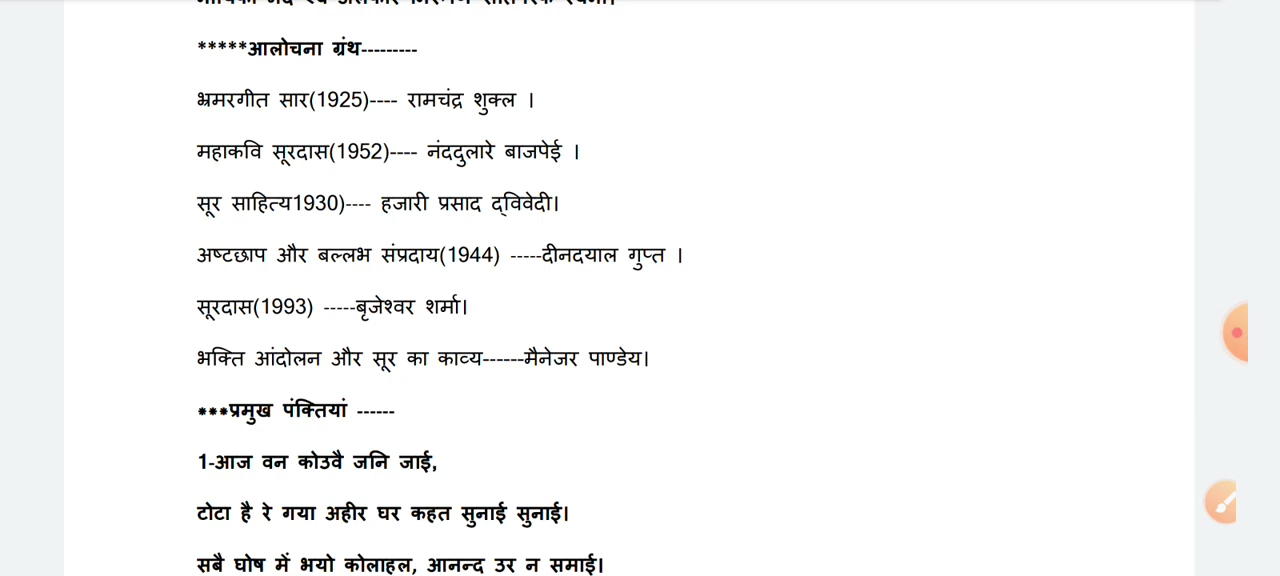 *****आलोचना ग्रंथ---------
भ्रमरगीत सार(1925)---- रामचंद्र शुक्ल ।
महाकवि सूरदास(1952)---- नंददुलारे बाजपेई ।
सूर साहित्य1930)---- हजारी प्रसाद द्विवेदी।
अष्टछाप और बल्लभ संप्रदाय(1944) -----दीनदयाल गुप्त ।
सूरदास(1993) -----बृजेश्वर शर्मा।
भक्ति आंदोलन और सूर का काव्य------मैनेजर पाण्डेय।
***प्रमुख पंक्तियां ------
1-आज वन कोउवै जनि जाई,
टोटा है रे गया अहीर घर कहत सुनाई सुनाई।
सबै घोष में भयो कोलाहल, आनन्द उर न समाई।